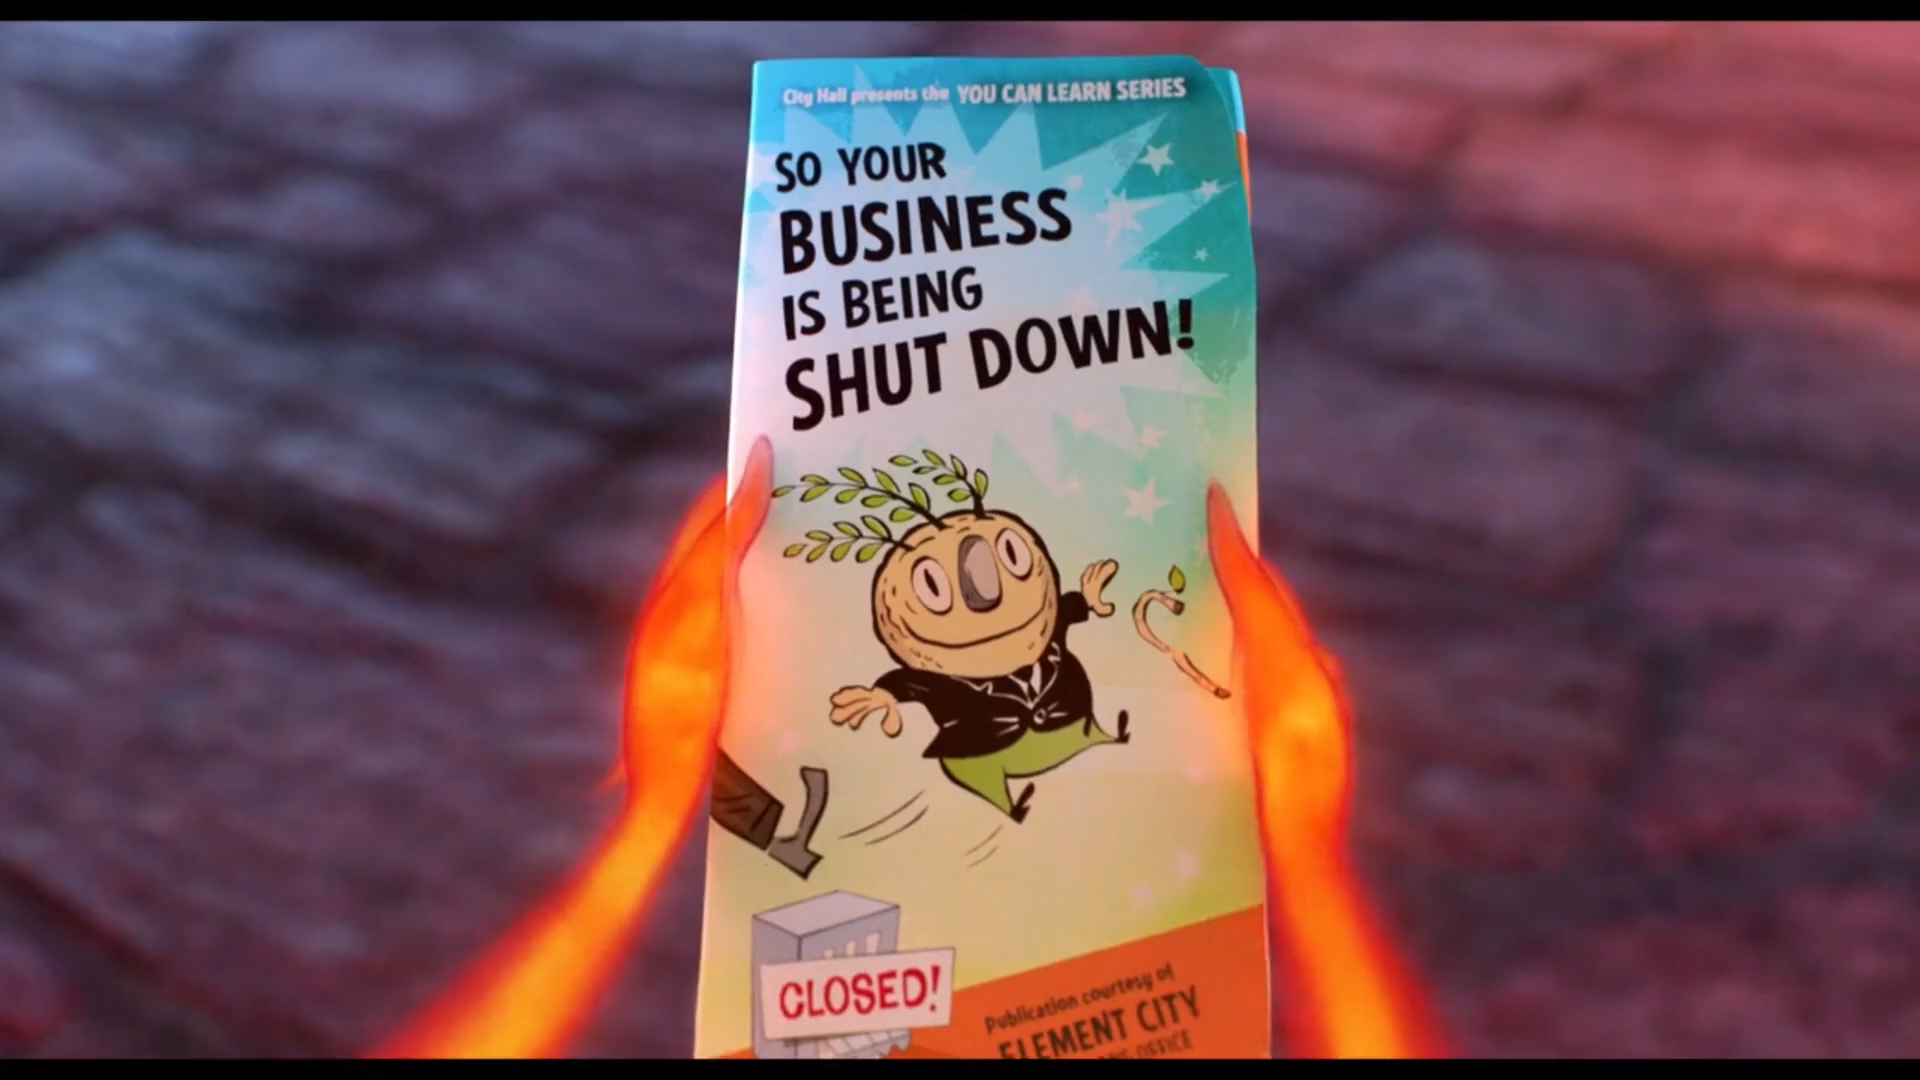 City Hall presents the YOU CAN LEARN SERIES
SO YOUR
BUSINESS
IS BEING
SHUT DOWN!
CLOSED!
Publication courtesy of
ELEMENT CITY
OFFICE